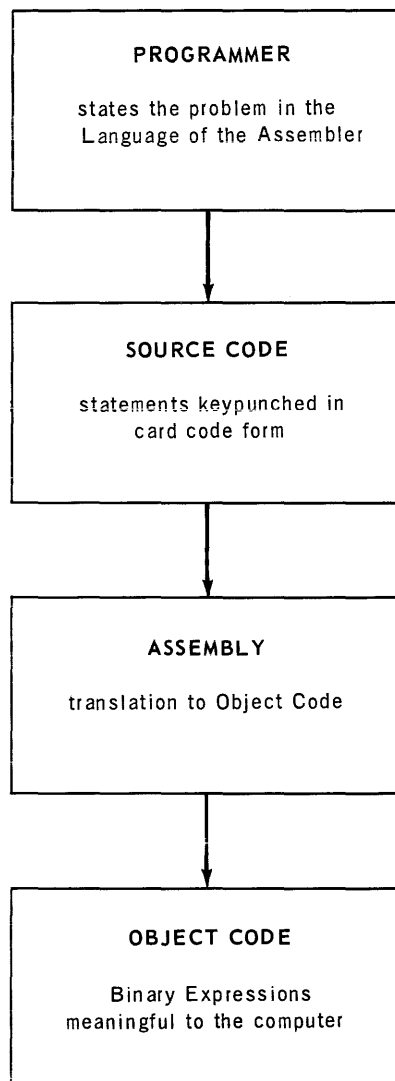 PROGRAMMER
states the problem in the
Language of the Assembler
SOURCE CODE
statements keypunched in
card code form
ASSEMBLY
translation to Object Code
OBJECT CODE
Binary Expressions
meaningful to the computer